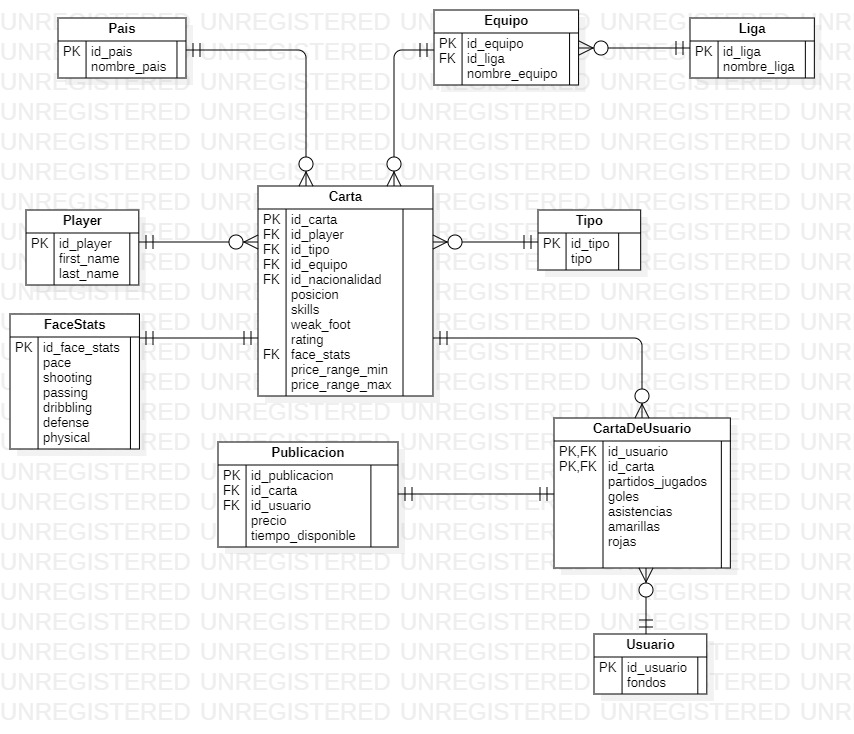 Pais
PK id_pais
nombre_pais
Equipo
PK id_equipo
FK id_liga
nombre_equipo
Liga
PK id_liga
nombre_liga
Carta
PK id_carta
FK id_player
FK id_tipo
FK id_equipo
FK id_nacionalidad
posicion
skills
weak_foot
rating
FK face_stats
price_range_min
price_range_max
Player
PK id_player
first_name
last_name
Tipo
PK id_tipo
tipo
FaceStats
PK id_face_stats
pace
shooting
passing
dribbling
defense
physical
CartaDeUsuario
PK,FK id_usuario
PK,FK id_carta
partidos_jugados
goles
asistencias
amarillas
rojas
Publicacion
PK id_publicacion
FK id_carta
FK id_usuario
precio
tiempo_disponible
Usuario
PK id_usuario
fondos
UNREGISTERED